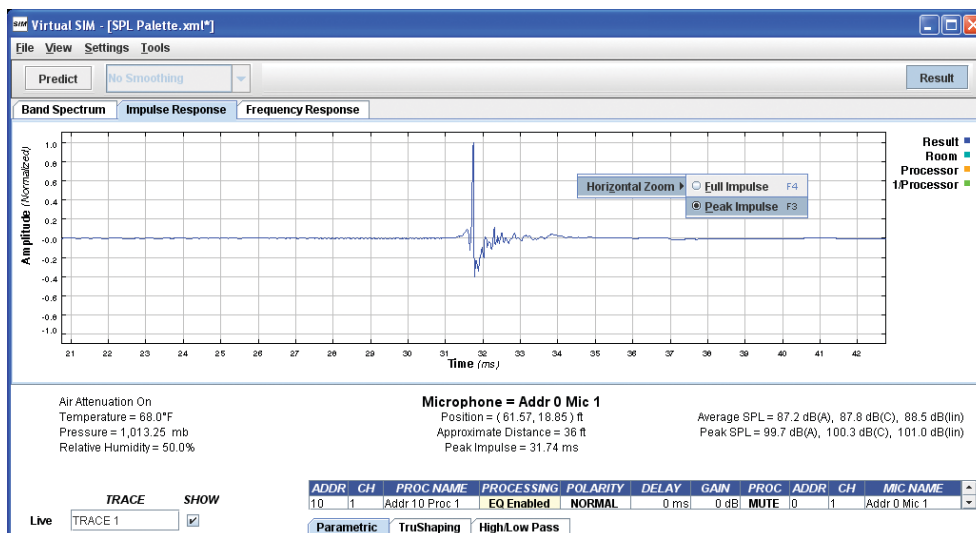 SIM Virtual SIM - [SPL Palette.xml*]
File View Settings Tools
Predict No Smoothing Result
Band Spectrum Impulse Response Frequency Response
Amplitude (Normalized)
1.0
0.8
0.6
0.4
0.2
-0.0
-0.2
-0.4
-0.6
-0.8
-1.0
21 22 23 24 25 26 27 28 29 30 31 32 33 34 35 36 37 38 39 40 41 42
Time (ms)
Horizontal Zoom Full Impulse F4
Peak Impulse F3
Result
Room
Processor
1/Processor
Air Attenuation On
Temperature = 68.0°F
Pressure = 1,013.25 mb
Relative Humidity = 50.0%
Microphone = Addr 0 Mic 1
Position = ( 61.57, 18.85 ) ft
Approximate Distance = 36 ft
Peak Impulse = 31.74 ms
Average SPL = 87.2 dB(A), 87.8 dB(C), 88.5 dB(lin)
Peak SPL = 99.7 dB(A), 100.3 dB(C), 101.0 dB(lin)
TRACE SHOW
Live TRACE 1
ADDR CH PROC NAME PROCESSING POLARITY DELAY GAIN PROC ADDR CH MIC NAME
10 1 Addr 10 Proc 1 EQ Enabled NORMAL 0 ms 0 dB MUTE 0 1 Addr 0 Mic 1
Parametric TruShaping High/Low Pass